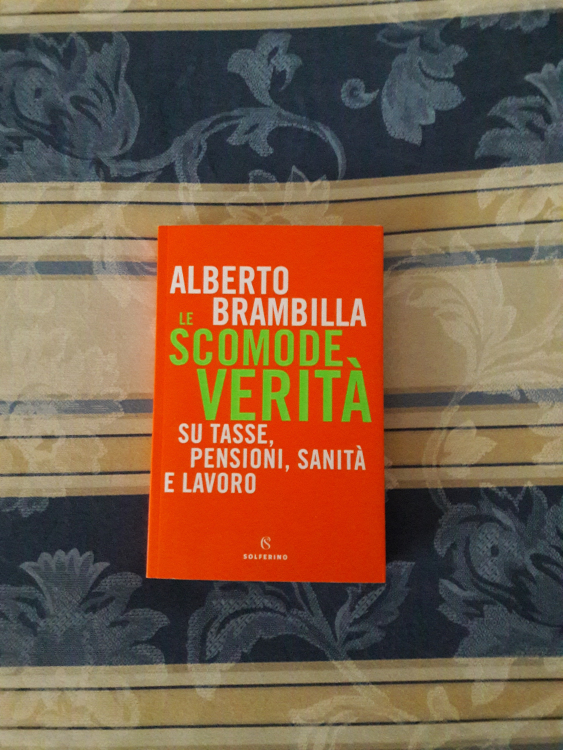 ALBERTO
BRAMBILLA
LE
SCOMODE
VERITÀ
SU TASSE,
PENSIONI, SANITÀ
E LAVORO
SOLFERINO